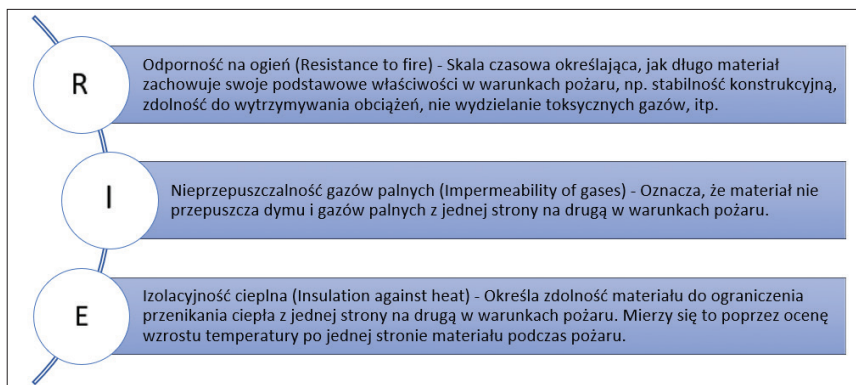 R
Odporność na ogień (Resistance to fire) - Skala czasowa określająca, jak długo materiał
zachowuje swoje podstawowe właściwości w warunkach pożaru, np. stabilność konstrukcyjną,
zdolność do wytrzymywania obciążeń, nie wydzielanie toksycznych gazów, itp.
I
Nieprzepuszczalność gazów palnych (Impermeability of gases) - Oznacza, że materiał nie
przepuszcza dymu i gazów palnych z jednej strony na drugą w warunkach pożaru.
E
Izolacyjność cieplna (Insulation against heat) - Określa zdolność materiału do ograniczenia
przenikania ciepła z jednej strony na drugą w warunkach pożaru. Mierzy się to poprzez ocenę
wzrostu temperatury po jednej stronie materiału podczas pożaru.